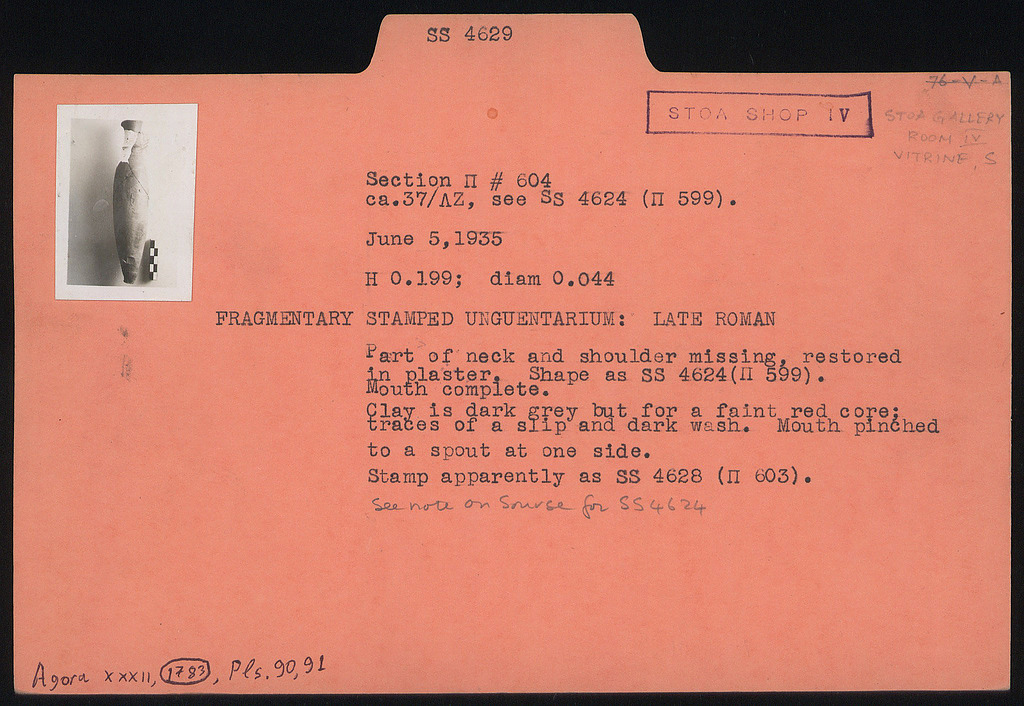 SS 4629
76-V-A
STOA SHOP IV
STOA GALLERY
ROOM IV
VITRINE, S
Section Π # 604
ca.37/ΛΖ, see SS 4624 (Π 599).
June 5,1935
H 0.199; diam 0.044
FRAGMENTARY STAMPED UNGUENTARIUM: LATE ROMAN
Part of neck and shoulder missing, restored
in plaster. Shape as SS 4624(Π 599).
Mouth complete.
Clay is dark grey but for a faint red core;
traces of a slip and dark wash. Mouth pinched
to a spout at one side.
Stamp apparently as SS 4628 (Π 603).
See note on Source for SS4624
Agora XXXII, 1783, Pls. 90, 91